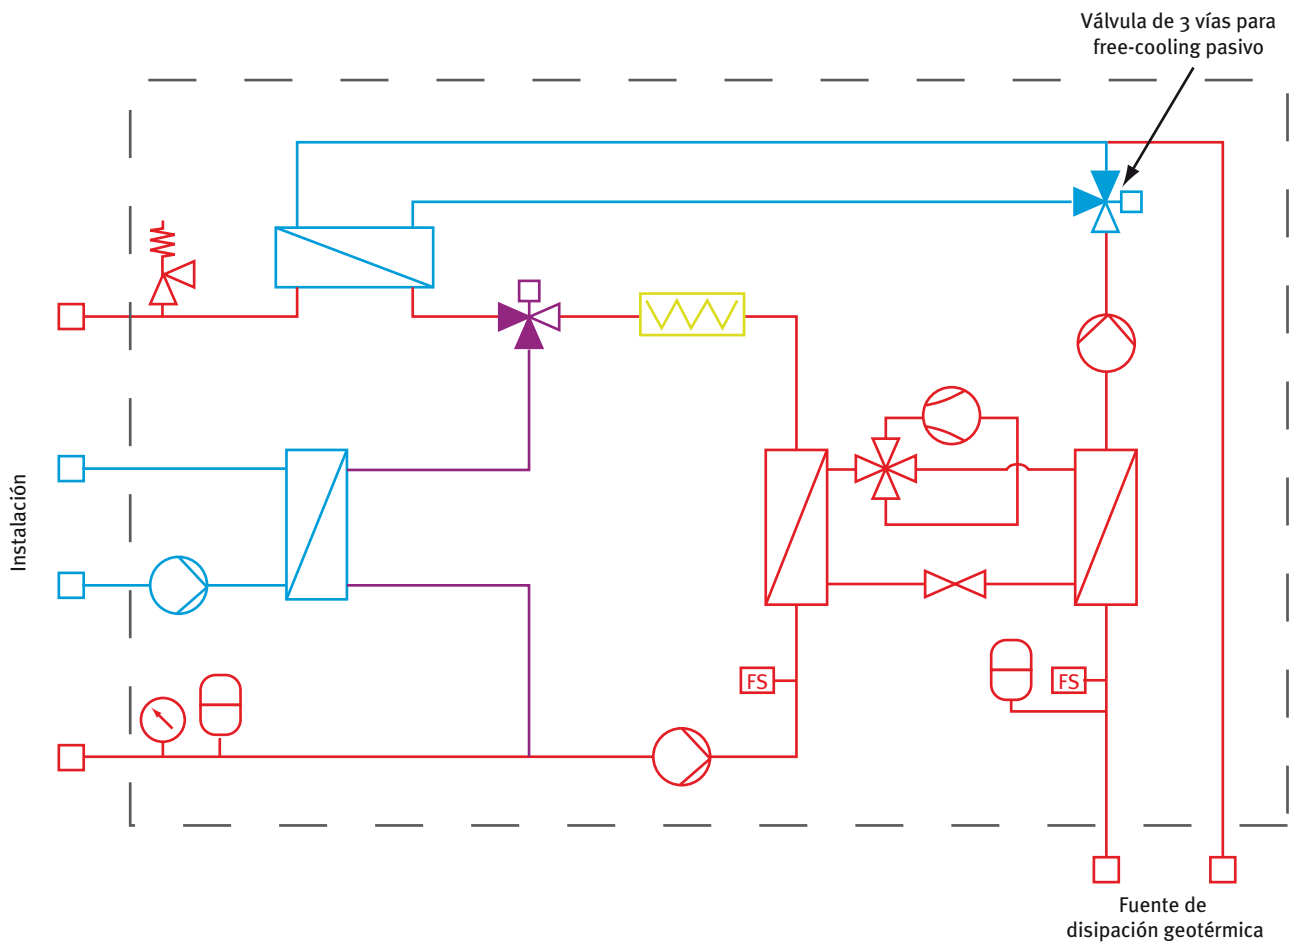 Válvula de 3 vías para
free-cooling pasivo
Instalación
FS
FS
Fuente de
disipación geotérmica